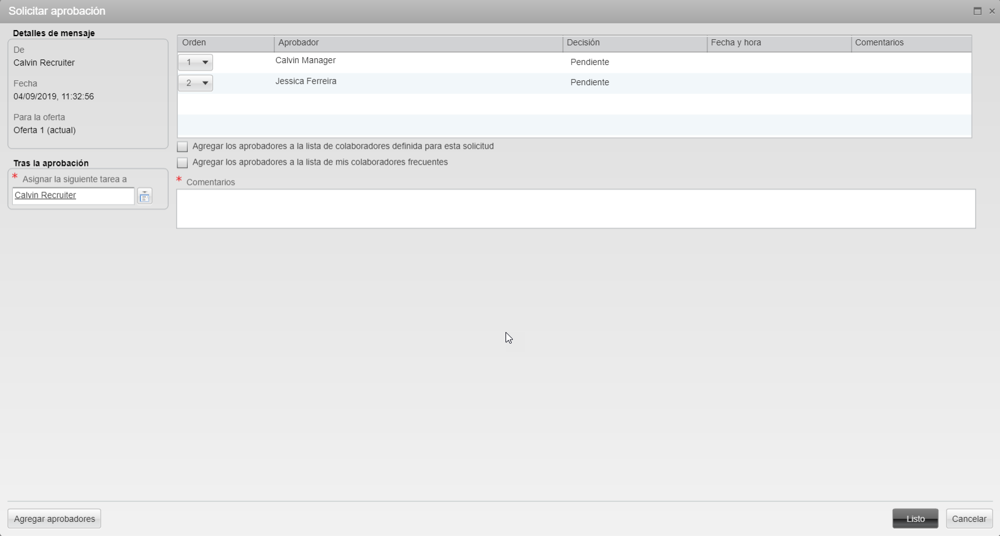 Solicitar aprobación
Detalles de mensaje
De
Calvin Recruiter
Fecha
04/09/2019, 11:32:56
Para la oferta
Oferta 1 (actual)
Tras la aprobación
* Asignar la siguiente tarea a
Calvin Recruiter
Orden Aprobador Decisión Fecha y hora Comentarios
1 Calvin Manager Pendiente
2 Jessica Ferreira Pendiente
Agregar los aprobadores a la lista de colaboradores definida para esta solicitud
Agregar los aprobadores a la lista de mis colaboradores frecuentes
* Comentarios
Agregar aprobadores
Listo
Cancelar